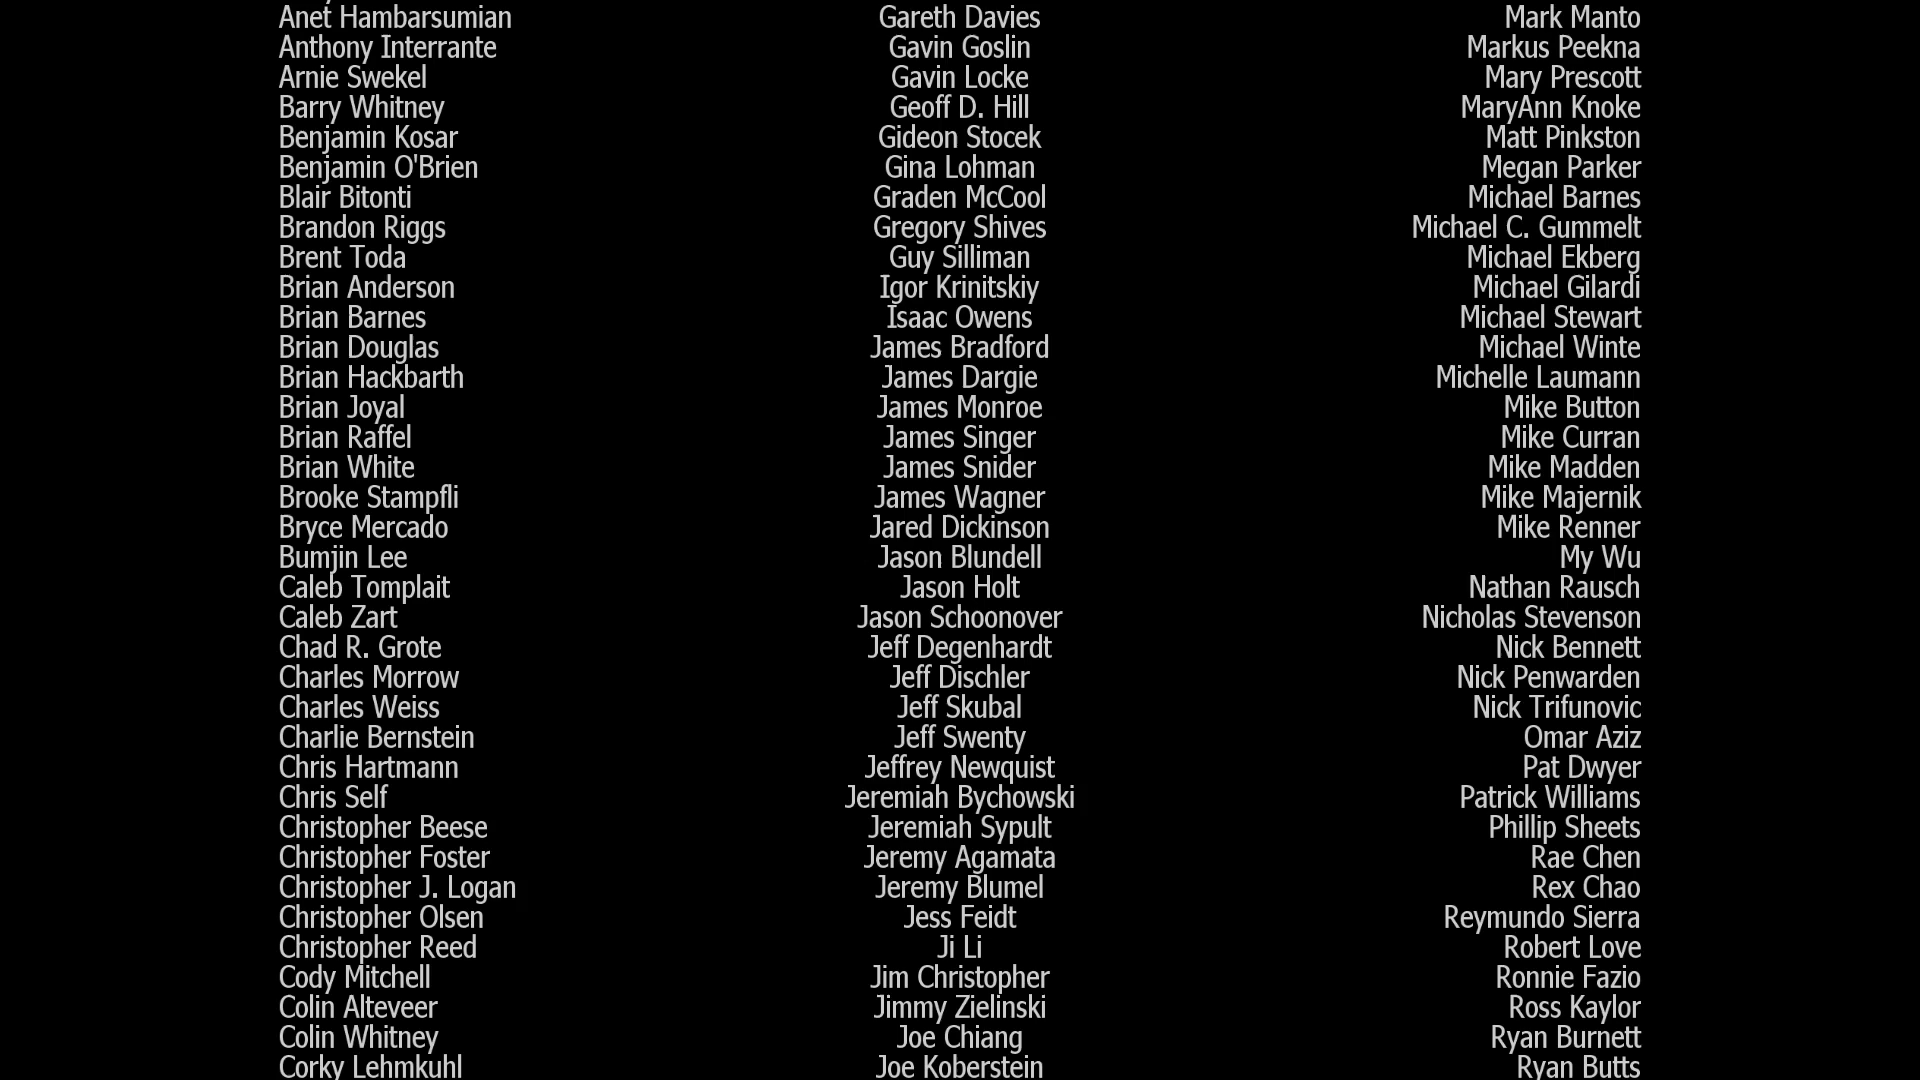 Anet Hambarsumian
Anthony Interrante
Arnie Swekel
Barry Whitney
Benjamin Kosar
Benjamin O'Brien
Blair Bitonti
Brandon Riggs
Brent Toda
Brian Anderson
Brian Barnes
Brian Douglas
Brian Hackbarth
Brian Joyal
Brian Raffel
Brian White
Brooke Stampfli
Bryce Mercado
Bumjin Lee
Caleb Tomplait
Caleb Zart
Chad R. Grote
Charles Morrow
Charles Weiss
Charlie Bernstein
Chris Hartmann
Chris Self
Christopher Beese
Christopher Foster
Christopher J. Logan
Christopher Olsen
Christopher Reed
Cody Mitchell
Colin Alteveer
Colin Whitney
Corky Lehmkuhl
Gareth Davies
Gavin Goslin
Gavin Locke
Geoff D. Hill
Gideon Stocek
Gina Lohman
Graden McCool
Gregory Shives
Guy Silliman
Igor Krinitskiy
Isaac Owens
James Bradford
James Dargie
James Monroe
James Singer
James Snider
James Wagner
Jared Dickinson
Jason Blundell
Jason Holt
Jason Schoonover
Jeff Degenhardt
Jeff Dischler
Jeff Skubal
Jeff Swenty
Jeffrey Newquist
Jeremiah Bychowski
Jeremiah Sypult
Jeremy Agamata
Jeremy Blumel
Jess Feidt
Ji Li
Jim Christopher
Jimmy Zielinski
Joe Chiang
Joe Koberstein
Mark Manto
Markus Peekna
Mary Prescott
MaryAnn Knoke
Matt Pinkston
Megan Parker
Michael Barnes
Michael C. Gummelt
Michael Ekberg
Michael Gilardi
Michael Stewart
Michael Winte
Michelle Laumann
Mike Button
Mike Curran
Mike Madden
Mike Majernik
Mike Renner
My Wu
Nathan Rausch
Nicholas Stevenson
Nick Bennett
Nick Penwarden
Nick Trifunovic
Omar Aziz
Pat Dwyer
Patrick Williams
Phillip Sheets
Rae Chen
Rex Chao
Reymundo Sierra
Robert Love
Ronnie Fazio
Ross Kaylor
Ryan Burnett
Ryan Butts